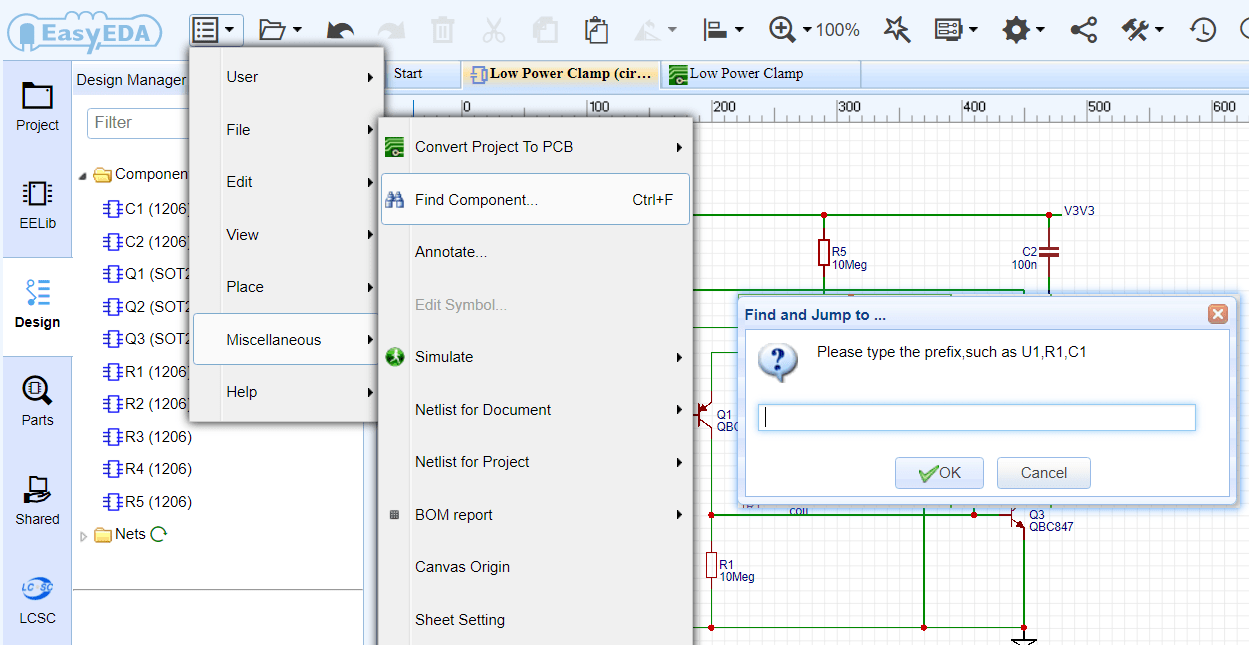 EasyEDA
100%
Project
EELib
Design
Parts
Shared
LCSC
LCSC
Design Manager
Filter
Componen
C1 (1206)
C2 (1206
Q1 (SOT2
Q2 (SOT2
Q3 (SOT2
R1 (1206
R2 (1206
R3 (1206)
R4 (1206)
R5 (1206)
Nets
User
File
Edit
View
Place
Miscellaneous
Help
Convert Project To PCB
Find Component... Ctrl+F
Annotate...
Edit Symbol...
Simulate
Netlist for Document
Netlist for Project
BOM report
Canvas Origin
Sheet Setting
Start
Low Power Clamp (cir...
Low Power Clamp
0 100 200 300 400 500 600
V3V3
R5
10Meg
C2
100n
Find and Jump to ...
Please type the prefix,such as U1,R1,C1
OK
Cancel
Q1
QBC
Q3
QBC847
R1
10Meg